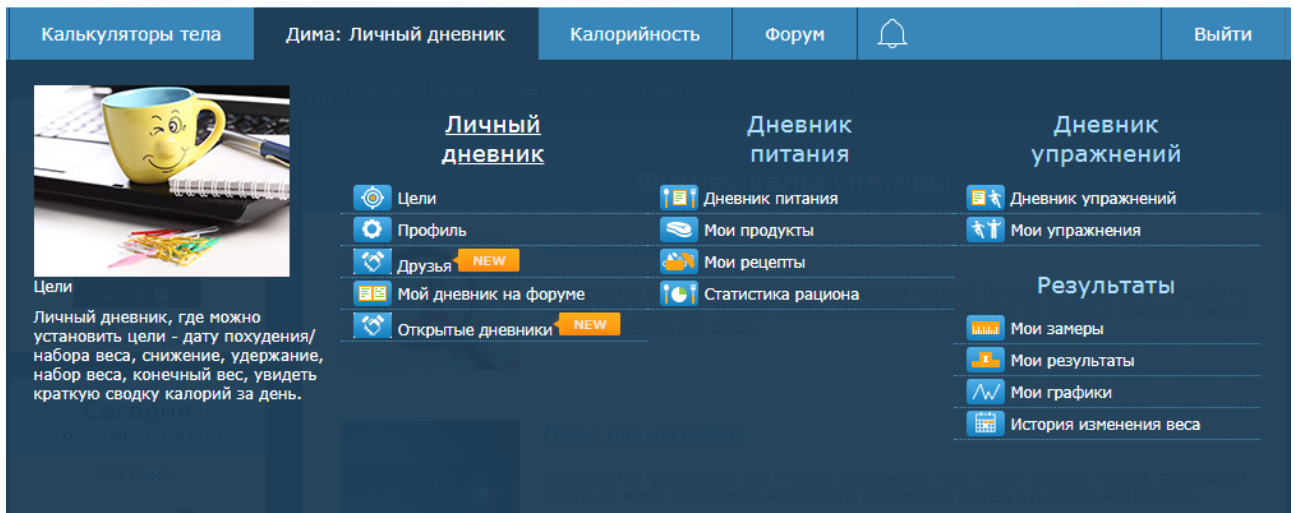 Калькуляторы тела
Дима: Личный дневник
Калорийность
Форум
Выйти
Цели
Личный дневник, где можно
установить цели - дату похудения/
набора веса, снижение, удержание,
набор веса, конечный вес, увидеть
краткую сводку калорий за день.
Личный
дневник
Цели
Профиль
Друзья NEW
Мой дневник на форуме
Открытые дневники NEW
Дневник
питания
Дневник питания
Мои продукты
Мои рецепты
Статистика рациона
Дневник
упражнений
Дневник упражнений
Мои упражнения
Результаты
Мои замеры
Мои результаты
Мои графики
История изменения веса
Сегодня
Осталось